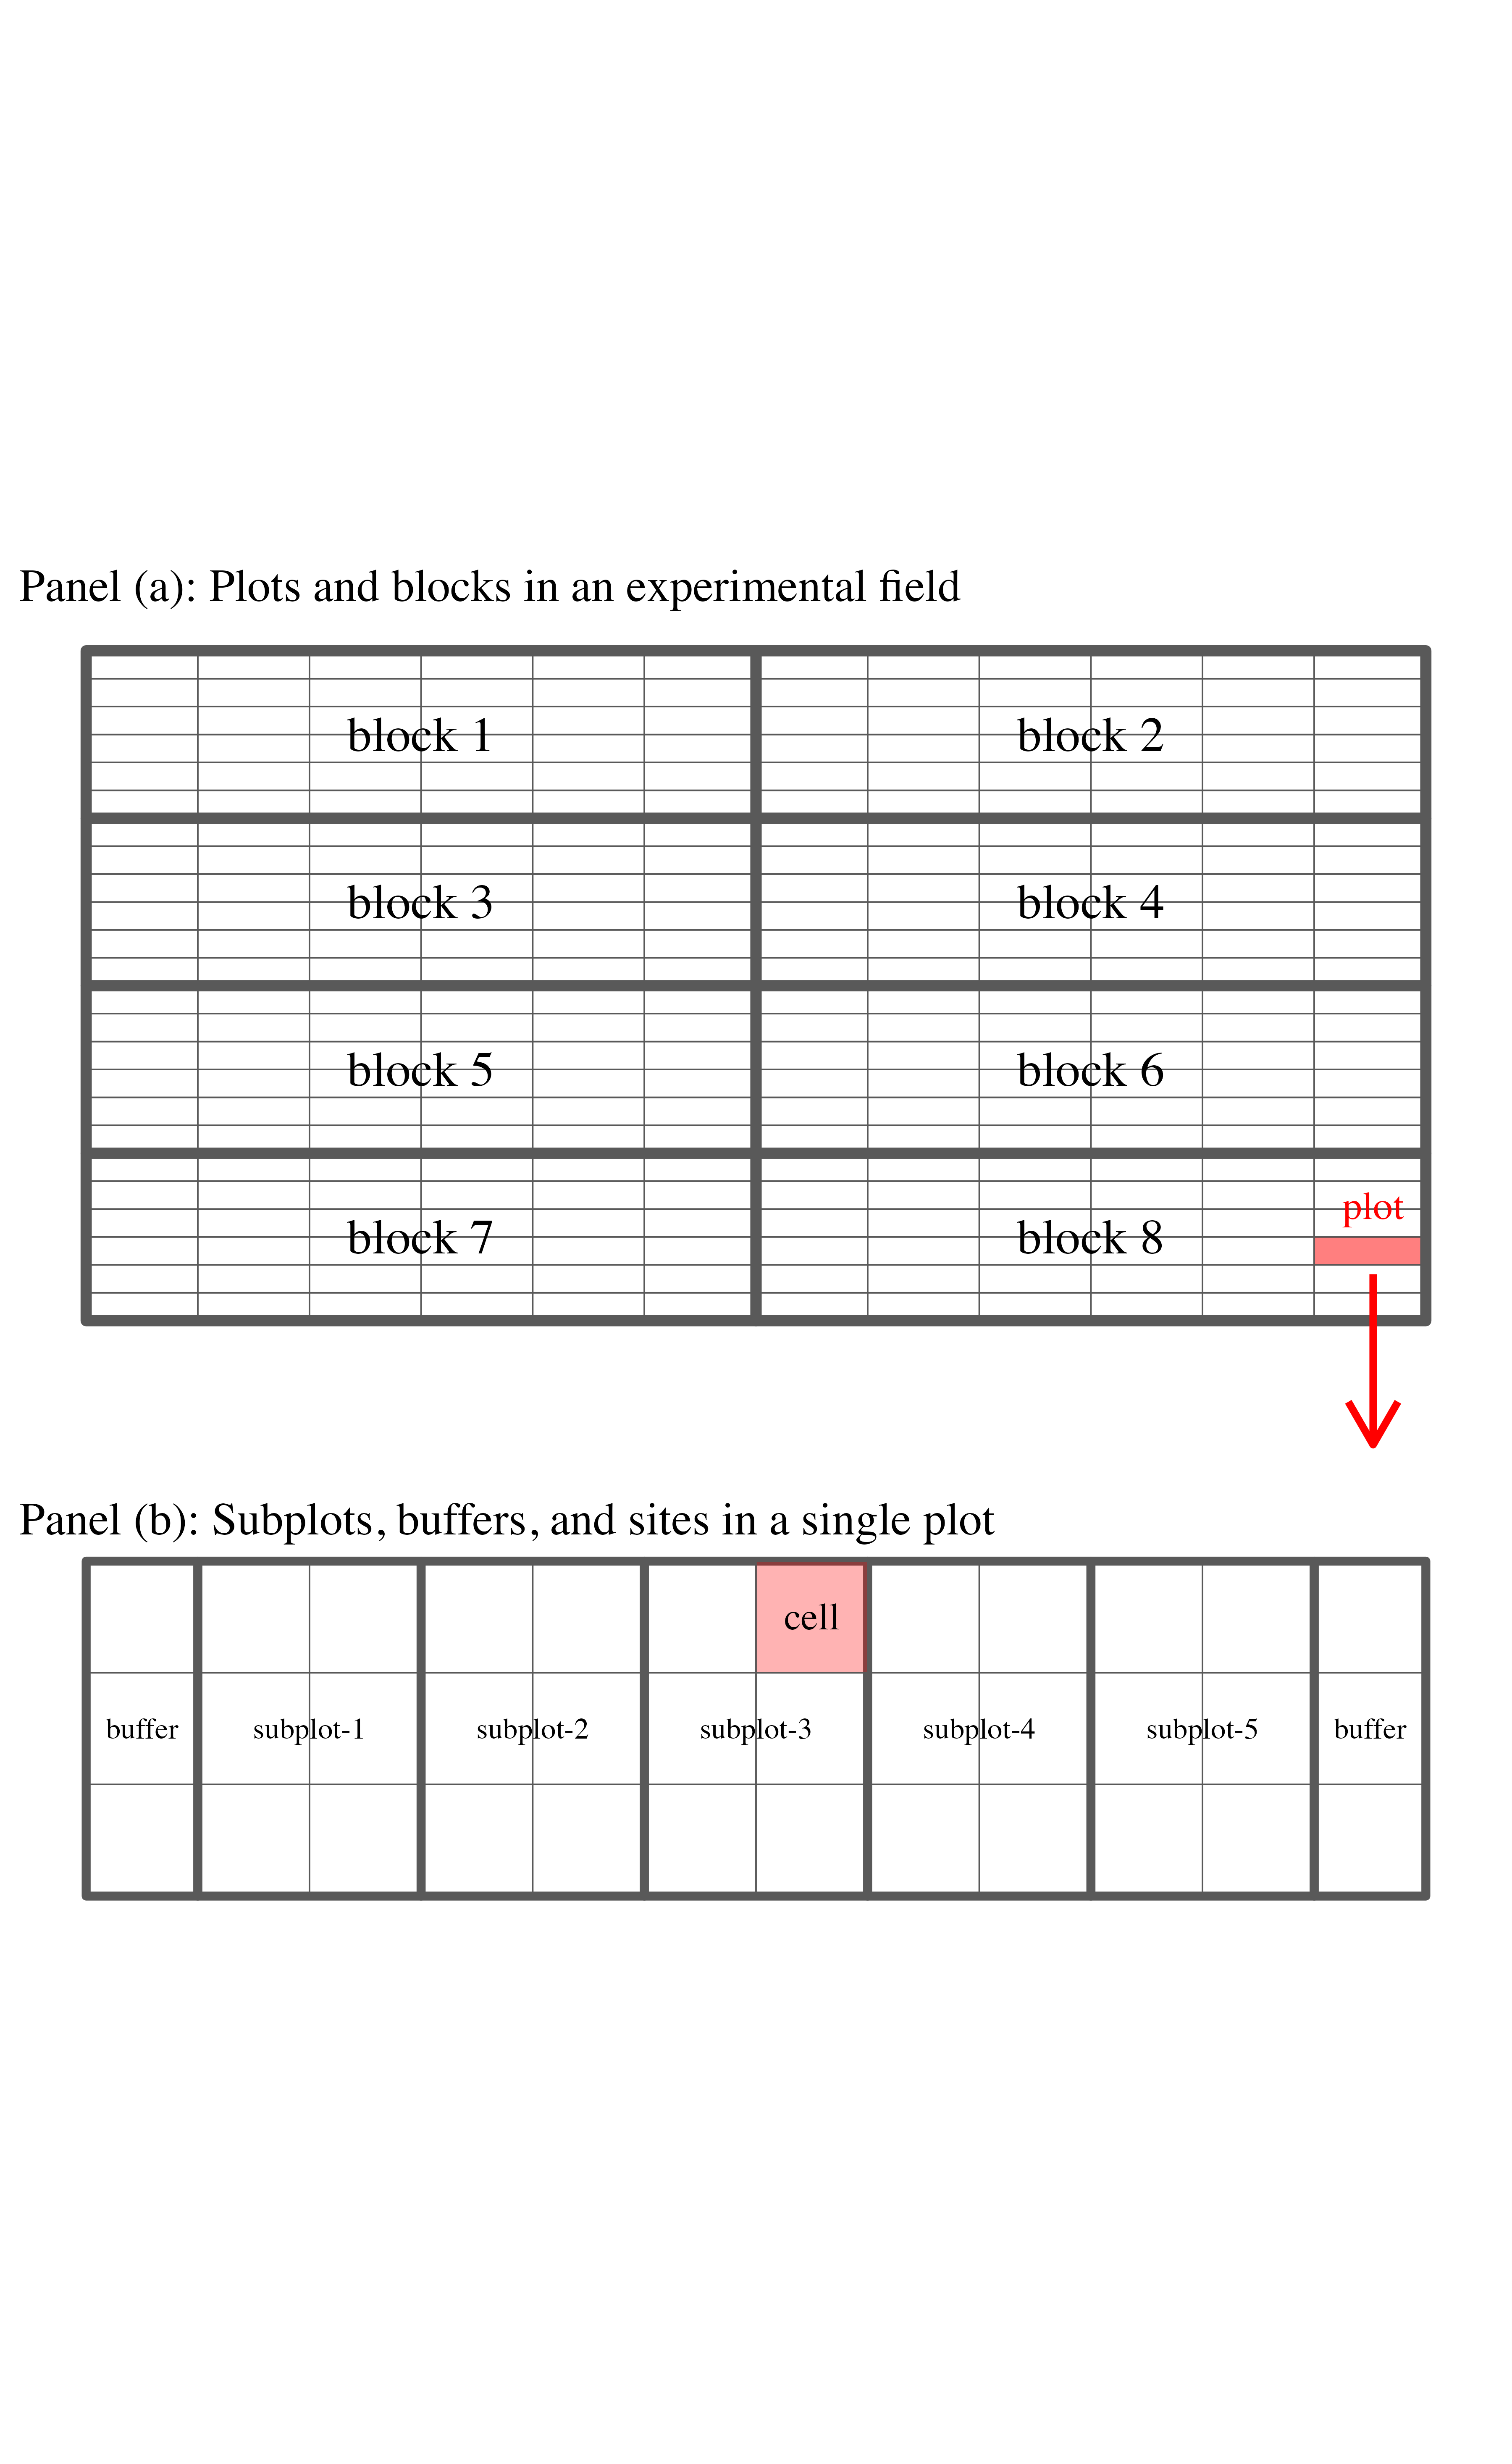 Panel (a): Plots and blocks in an experimental field
block 1 block 2
block 3 block 4
block 5 block 6
plot
block 7 block 8
Panel (b): Subplots, buffers, and sites in a single plot
cell
buffer subplot-1 subplot-2 subplot-3 subplot-4 subplot-5 buffer